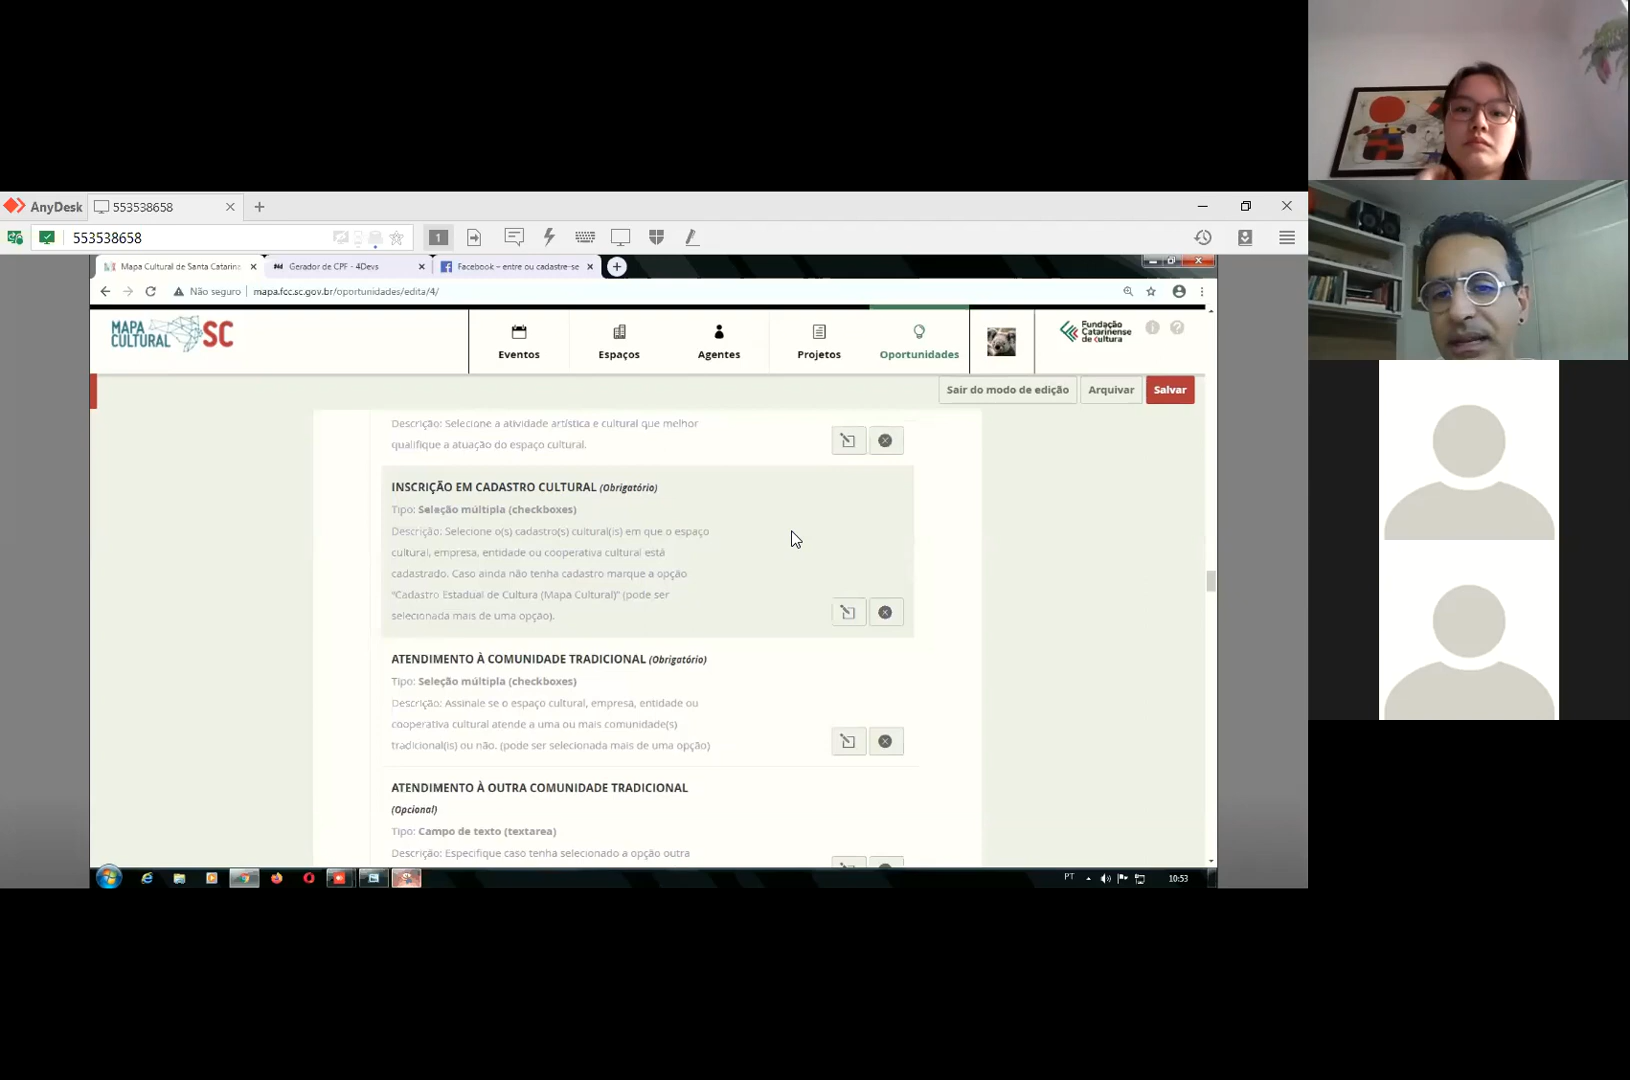 AnyDesk
553538658
553538658
1
Mapa Cultural de Santa Catarina
Gerador de CPF - 4Devs
Facebook – entre ou cadastre-se
Não seguro
mapa.fcc.sc.gov.br/oportunidades/edita/4/
MAPA
CULTURAL SC
Eventos
Espaços
Agentes
Projetos
Oportunidades
Fundação
Catarinense
de cultura
Sair do modo de edição
Arquivar
Salvar
Descrição: Selecione a atividade artística e cultural que melhor
qualifique a atuação do espaço cultural.
INSCRIÇÃO EM CADASTRO CULTURAL (Obrigatório)
Tipo: Seleção múltipla (checkboxes)
Descrição: Selecione o(s) cadastro(s) cultural(is) em que o espaço
cultural, empresa, entidade ou cooperativa cultural está
cadastrado. Caso ainda não tenha cadastro marque a opção
“Cadastro Estadual de Cultura (Mapa Cultural)” (pode ser
selecionada mais de uma opção).
ATENDIMENTO À COMUNIDADE TRADICIONAL (Obrigatório)
Tipo: Seleção múltipla (checkboxes)
Descrição: Assinale se o espaço cultural, empresa, entidade ou
cooperativa cultural atende a uma ou mais comunidade(s)
tradicional(is) ou não. (pode ser selecionada mais de uma opção)
ATENDIMENTO À OUTRA COMUNIDADE TRADICIONAL
(Opcional)
Tipo: Campo de texto (textarea)
Descrição: Especifique caso tenha selecionado a opção outra
PT
10:53